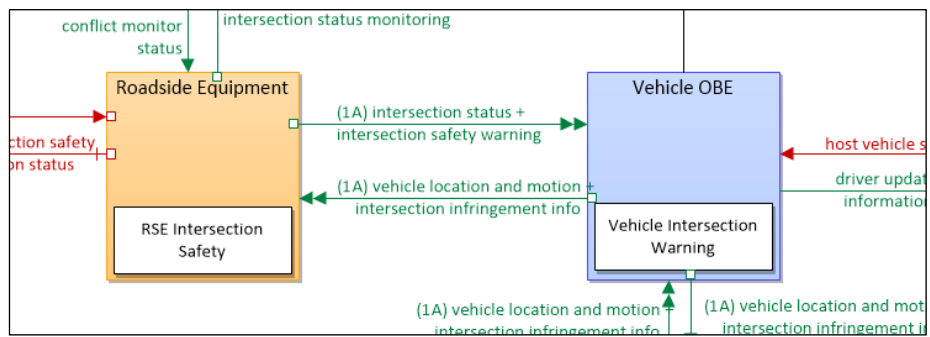 conflict monitor
status
intersection status monitoring
Roadside Equipment
Vehicle OBE
(1A) intersection status +
intersection safety warning
ction safety
on status
host vehicle s
(1A) vehicle location and motion +
intersection infringement info
driver updat
information
RSE Intersection
Safety
Vehicle Intersection
Warning
(1A) vehicle location and motion +
intersection infringement info
(1A) vehicle location and mot
intersection infringement i